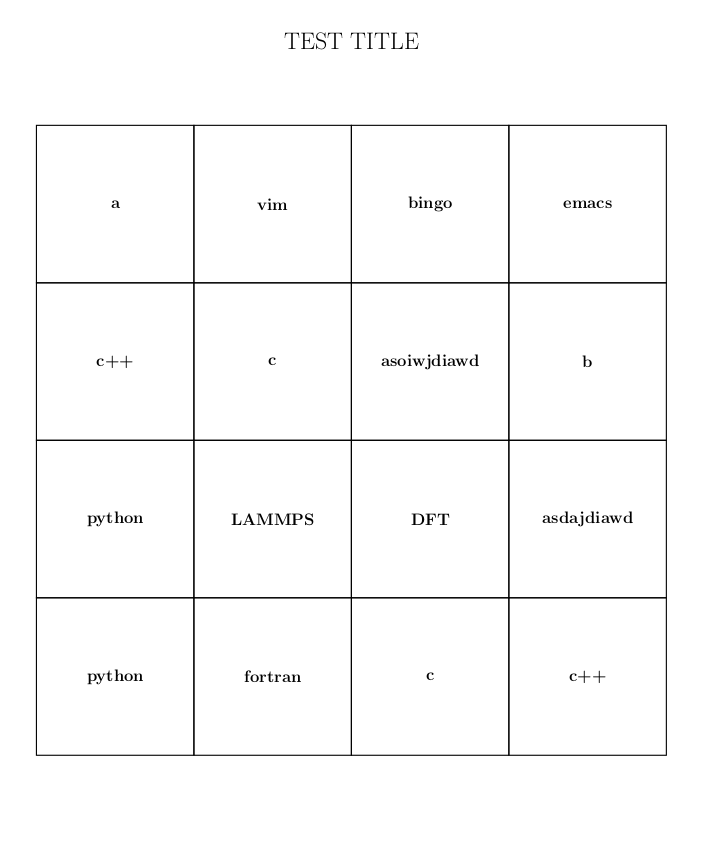 TEST TITLE
a vim bingo emacs
c++ c asoiwjdiawd b
python LAMMPS DFT asdajdiawd
python fortran c c++